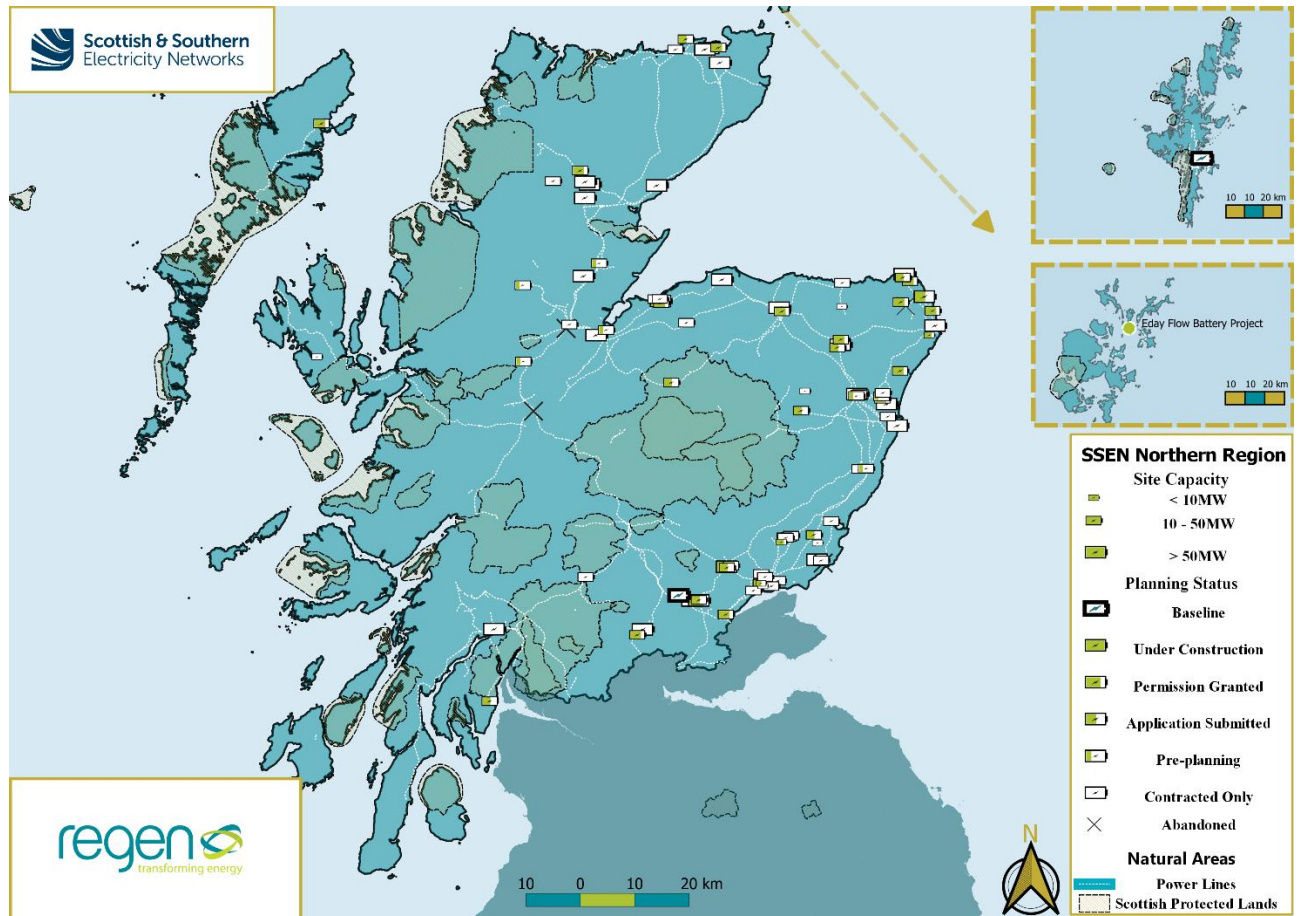 Scottish & Southern
Electricity Networks
10 10 20 km
Eday Flow Battery Project
10 10 20 km
SSEN Northern Region
Site Capacity
< 10MW
10 - 50MW
> 50MW
Planning Status
Baseline
Under Construction
Permission Granted
Application Submitted
Pre-planning
Contracted Only
Abandoned
Natural Areas
Power Lines
Scottish Protected Lands
regen
transforming energy
10 0 10 20 km
N